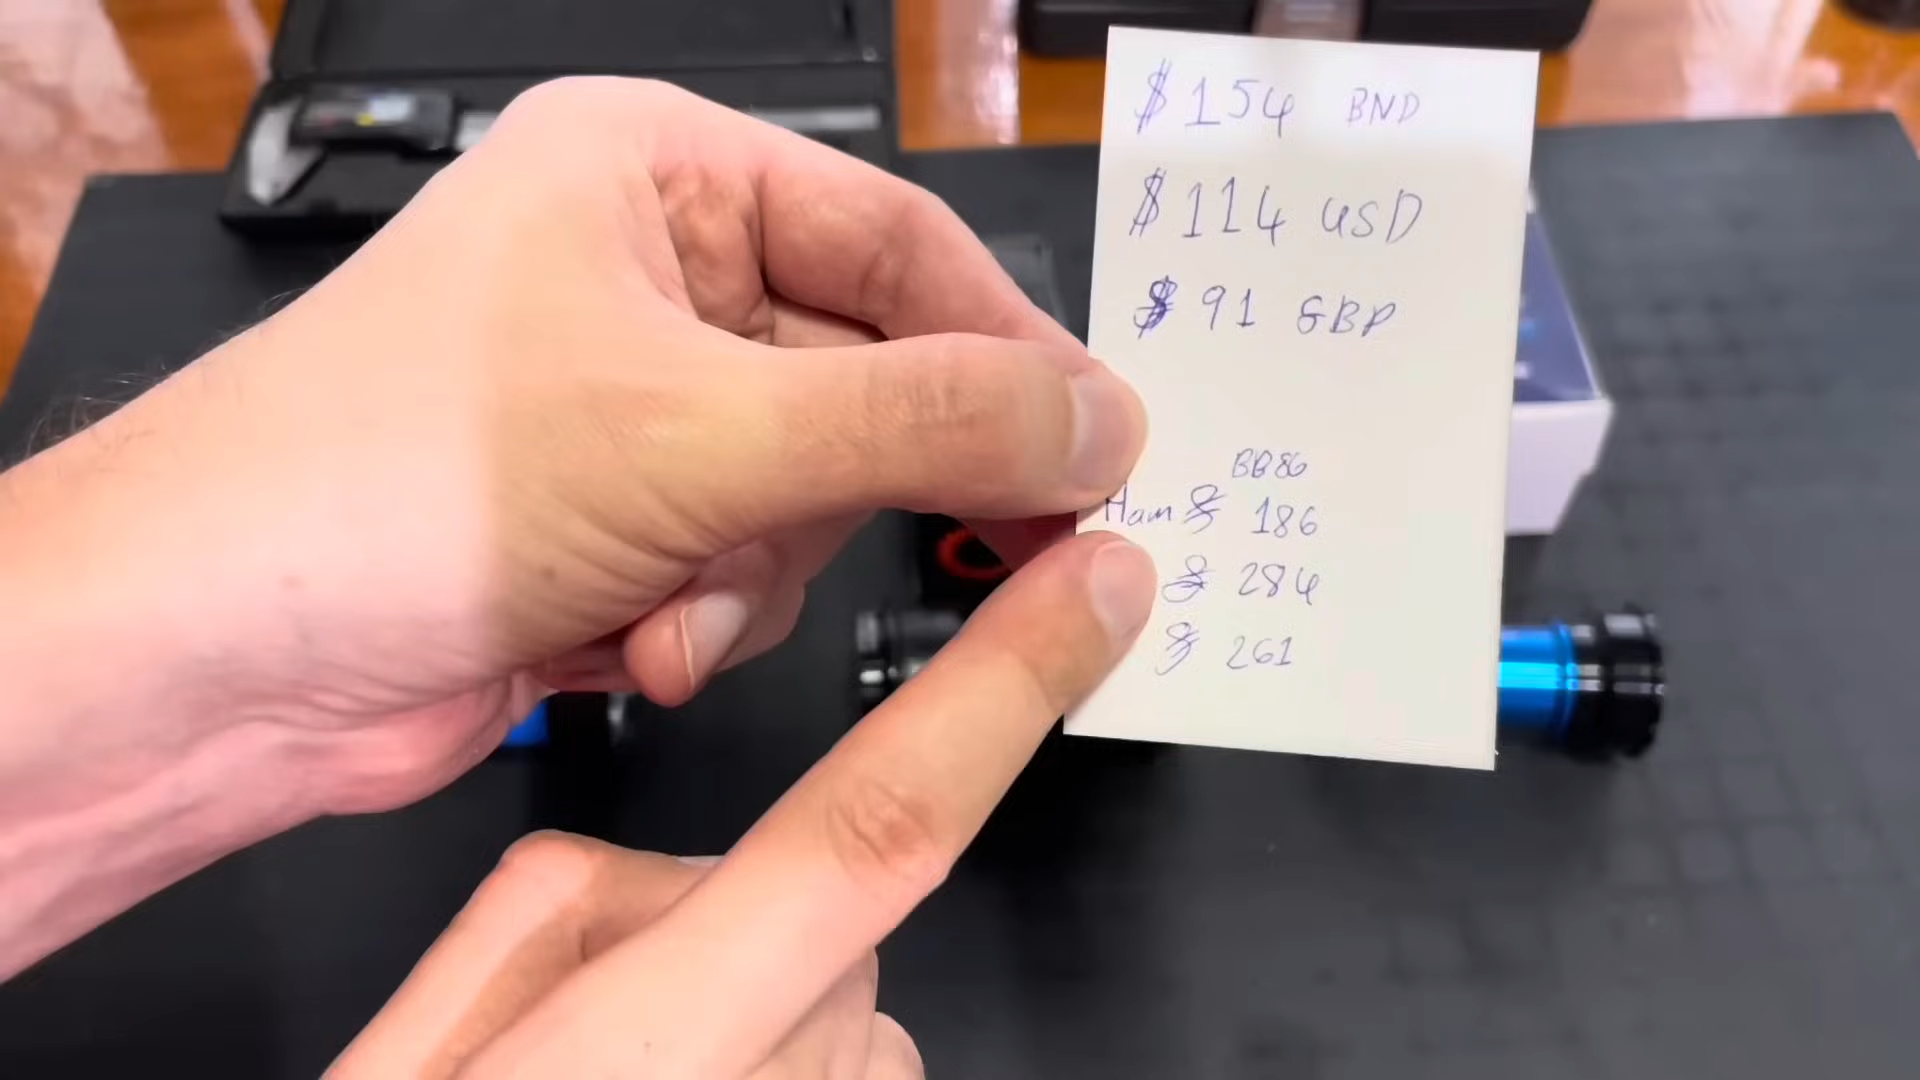 $ 154 BND
$ 114 USD
$ 91 GBP
BB86
Ham $ 186
$ 284
$ 261